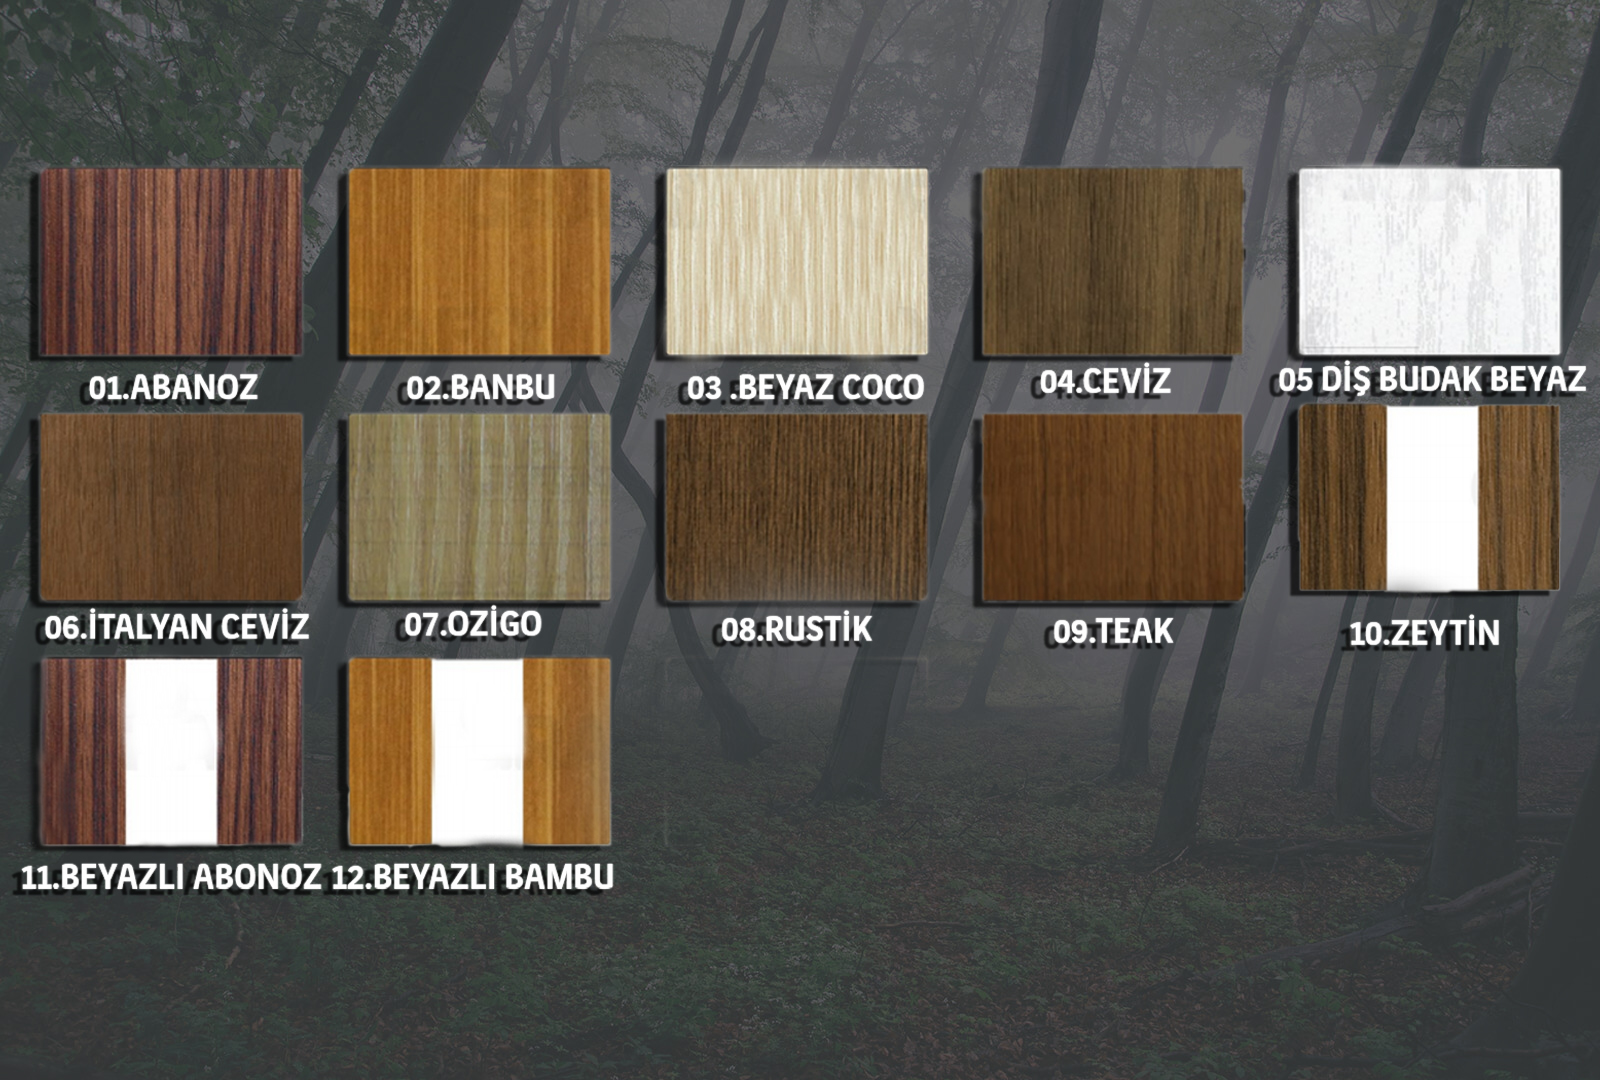 01.ABANOZ
02.BANBU
03 .BEYAZ COCO
04.CEVİZ
05 DİŞ BUDAK BEYAZ
06.İTALYAN CEVİZ
07.OZİGO
08.RUSTİK
09.TEAK
10.ZEYTİN
11.BEYAZLI ABONOZ
12.BEYAZLI BAMBU